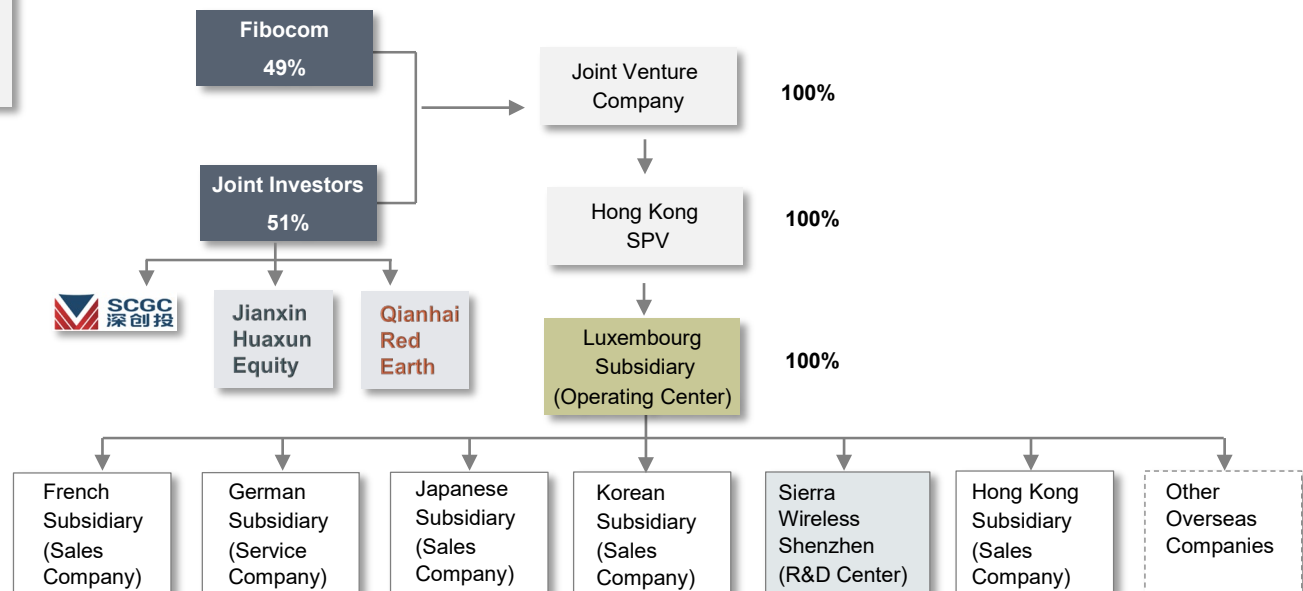 Fibocom
49%
Joint Venture
Company
100%
Joint Investors
51%
Hong Kong
SPV
100%
SCGC
深创投
Jianxin
Huaxun
Equity
Qianhai
Red
Earth
Luxembourg
Subsidiary
(Operating Center)
100%
French
Subsidiary
(Sales
Company)
German
Subsidiary
(Service
Company)
Japanese
Subsidiary
(Sales
Company)
Korean
Subsidiary
(Sales
Company)
Sierra
Wireless
Shenzhen
(R&D Center)
Hong Kong
Subsidiary
(Sales
Company)
Other
Overseas
Companies